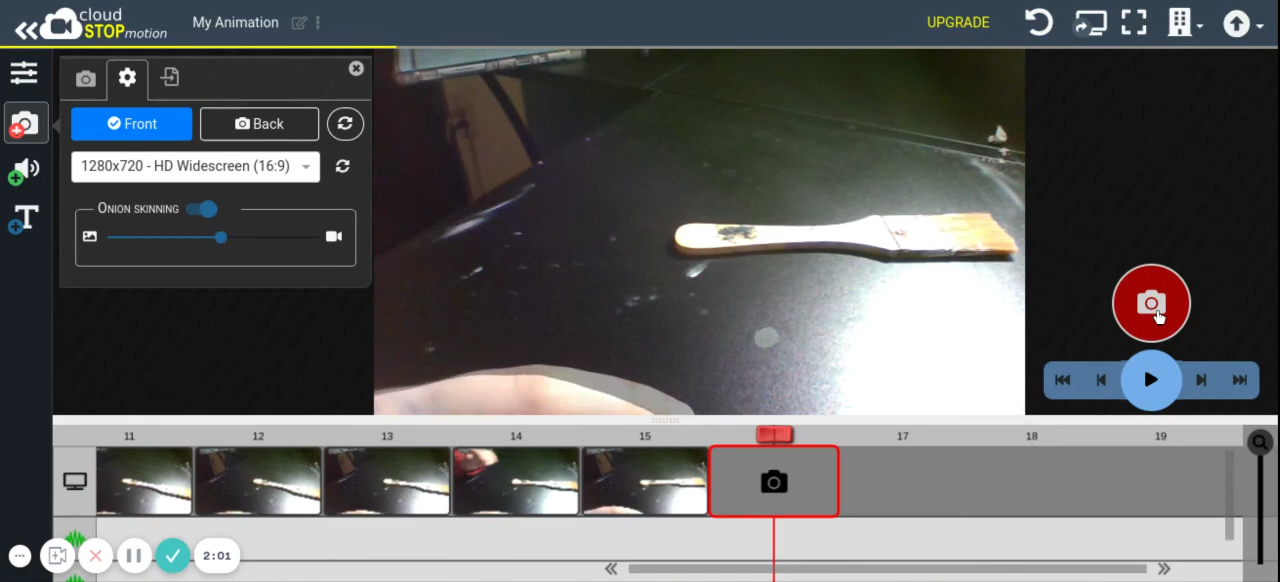 cloud
STOPmotion
My Animation
UPGRADE
Front
Back
1280x720 - HD Widescreen (16:9)
ONION SKINNING
11
12
13
14
15
17
18
19
2:01